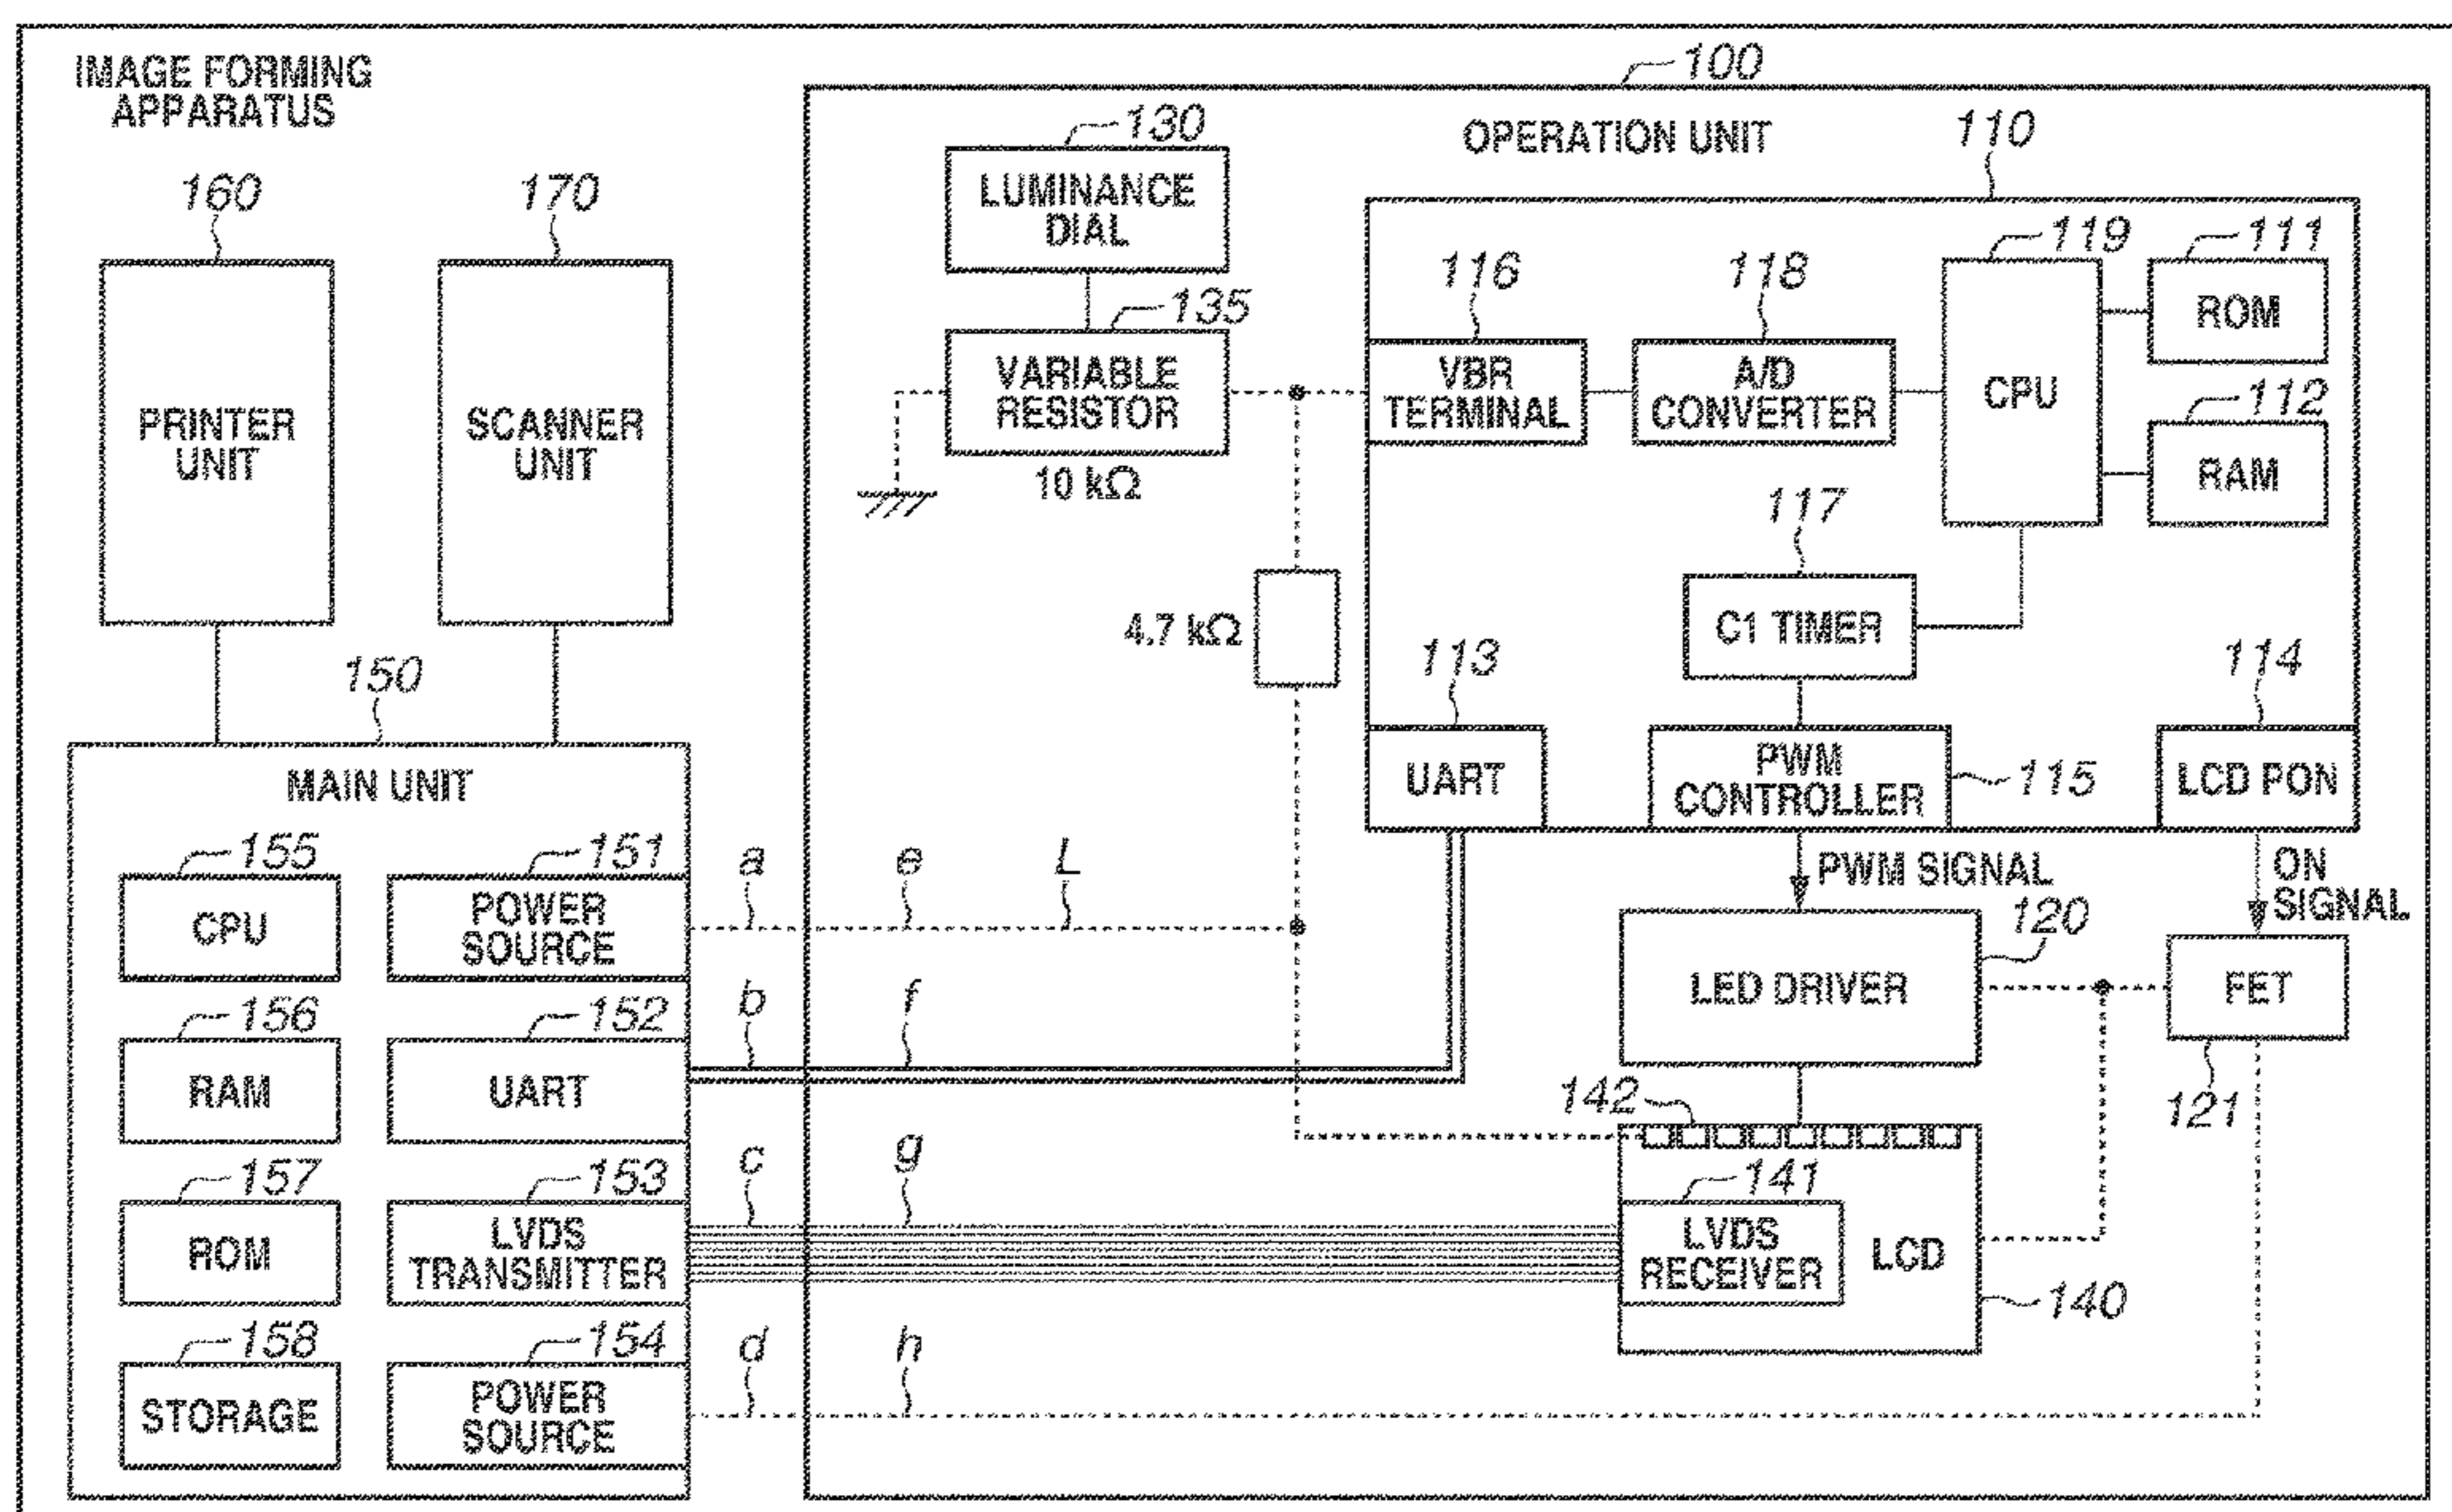 IMAGE FORMING
APPARATUS
100
130
OPERATION UNIT
110
160
170
LUMINANCE
DIAL
119
111
116
118
135
ROM
PRINTER
UNIT
SCANNER
UNIT
VARIABLE
RESISTOR
10 kΩ
VBR
TERMINAL
A/D
CONVERTER
CPU
112
RAM
117
4.7 kΩ
C1 TIMER
113
114
150
MAIN UNIT
UART
PWM
CONTROLLER
115
LCD PON
155
151
a
e
L
PWM SIGNAL
ON
SIGNAL
CPU
POWER
SOURCE
120
LED DRIVER
FET
156
152
b
f
RAM
UART
142
121
157
153
c
g
141
ROM
LVDS
TRANSMITTER
LVDS
RECEIVER
LCD
140
158
154
d
h
STORAGE
POWER
SOURCE